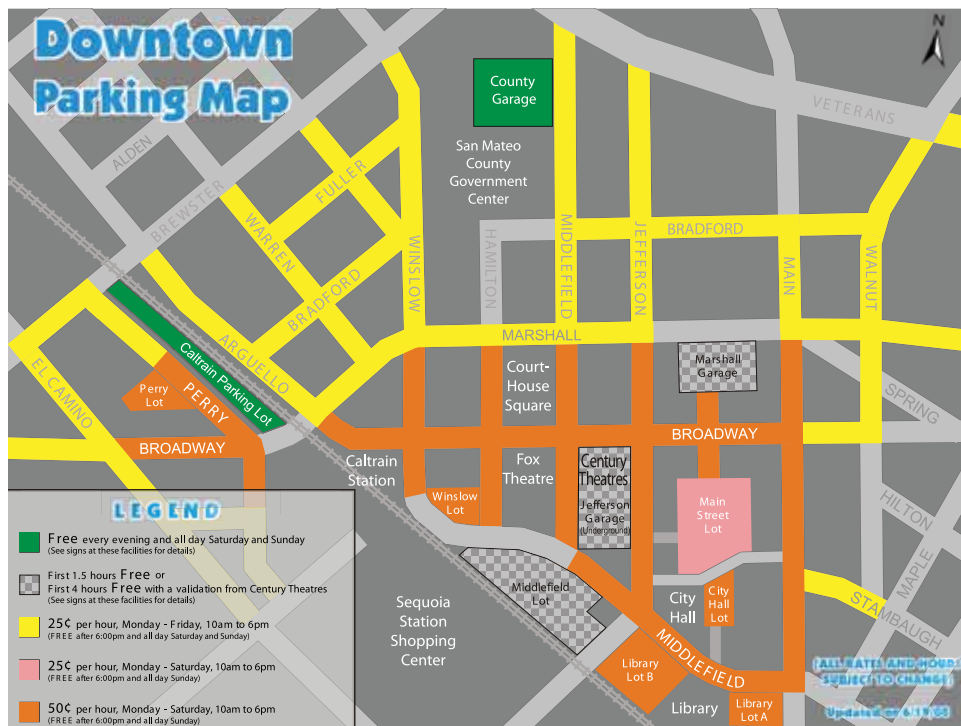 Downtown
Parking Map
N
County
Garage
VETERANS
ALDEN
San Mateo
County
Government
Center
FULLER
BREWSTER
WARREN
WINSLOW
HAMILTON
MIDDLEFIELD
JEFFERSON
BRADFORD
MAIN
WALNUT
BRADFORD
ARGUELLO
MARSHALL
Caltrain Parking Lot
EL CAMINO
Perry
Lot
PERRY
Court-
House
Square
Marshall
Garage
SPRING
BROADWAY
BROADWAY
Caltrain
Station
Fox
Theatre
Century
Theatres
Jefferson
Garage
(Underground)
Winslow
Lot
Main
Street
Lot
HILTON
MAPLE
Middlefield
Lot
City
Hall
City
Hall
Lot
STAMBAUGH
Sequoia
Station
Shopping
Center
MIDDLEFIELD
Library
Lot B
Library
Library
Lot A
LEGEND
Free every evening and all day Saturday and Sunday
(See signs at these facilities for details)
First 1.5 hours Free or
First 4 hours Free with a validation from Century Theatres
(See signs at these facilities for details)
25¢ per hour, Monday - Friday, 10am to 6pm
(FREE after 6:00pm and all day Saturday and Sunday)
25¢ per hour, Monday - Saturday, 10am to 6pm
(FREE after 6:00pm and all day Sunday)
50¢ per hour, Monday - Saturday, 10am to 6pm
(FREE after 6:00pm and all day Sunday)
(ALL RATES AND HOURS
SUBJECT TO CHANGE)
Updated on 6/19/08